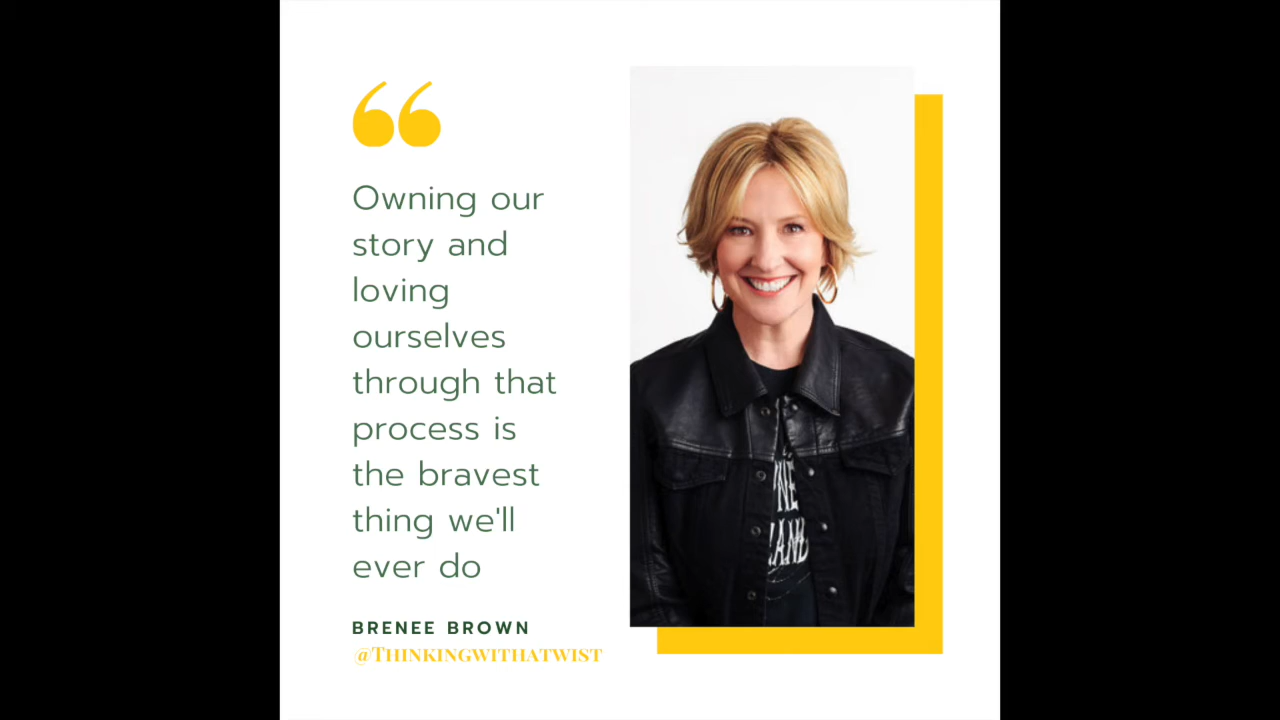 Owning our
story and
loving
ourselves
through that
process is
the bravest
thing we'll
ever do
BRENEE BROWN
@Thinkingwithatwist